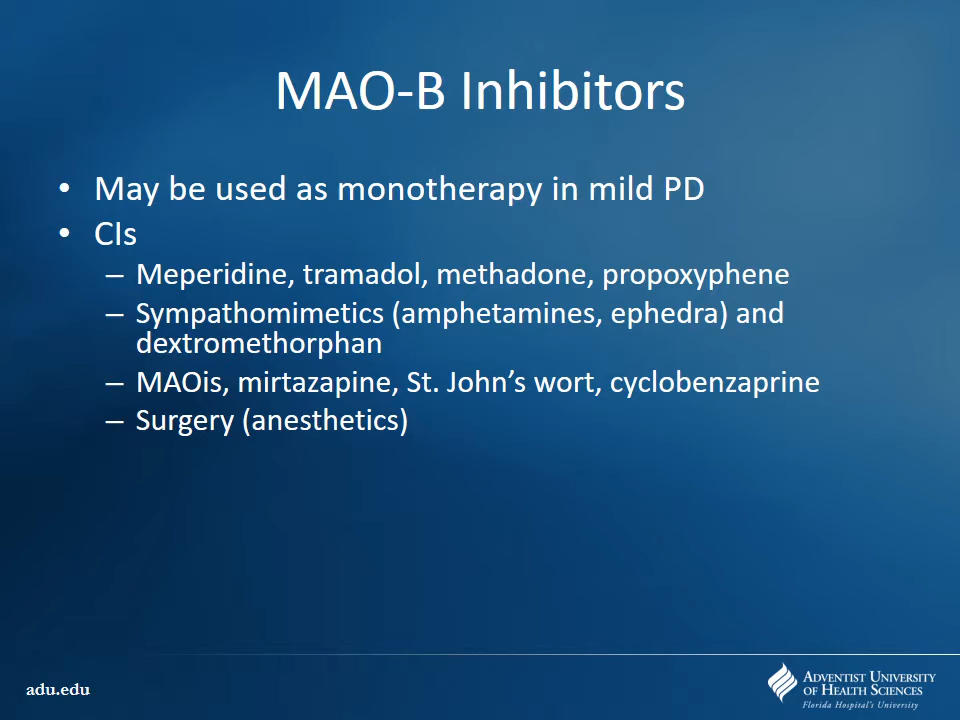 MAO-B Inhibitors
• May be used as monotherapy in mild PD
• CIs
– Meperidine, tramadol, methadone, propoxyphene
– Sympathomimetics (amphetamines, ephedra) and
dextromethorphan
– MAOis, mirtazapine, St. John’s wort, cyclobenzaprine
– Surgery (anesthetics)
adu.edu
ADVENTIST UNIVERSITY
OF HEALTH SCIENCES
Florida Hospital's University